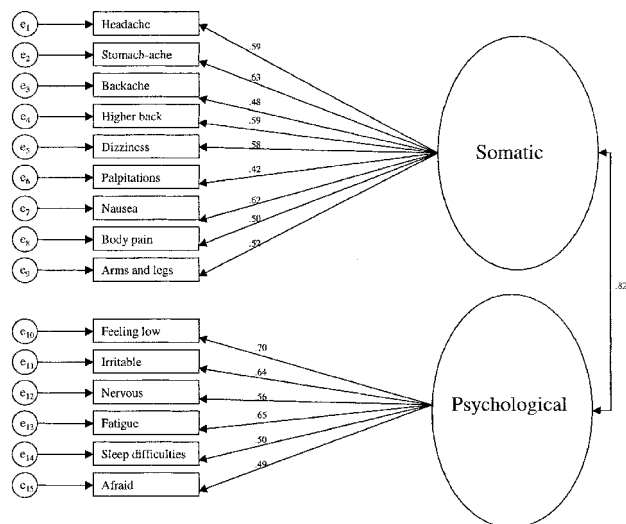 e1 Headache
.59
e2 Stomach-ache
.63
e3 Backache
.48
e4 Higher back
.59
e5 Dizziness
.58
Somatic
e6 Palpitations
.42
e7 Nausea
.62
e8 Body pain
.50
e9 Arms and legs
.52
.82
e10 Feeling low
.70
e11 Irritable
.64
e12 Nervous
.56
Psychological
e13 Fatigue
.65
e14 Sleep difficulties
.50
e15 Afraid
.49